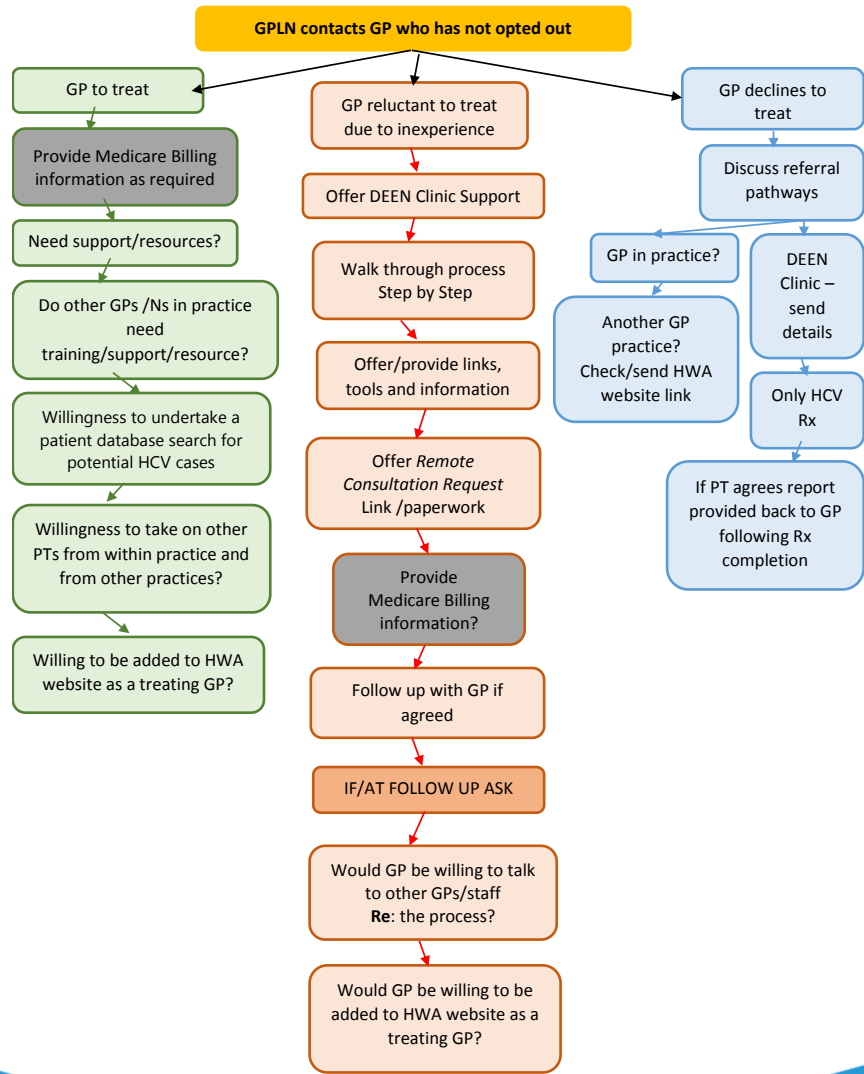 GPLN contacts GP who has not opted out
GP to treat
Provide Medicare Billing
information as required
Need support/resources?
Do other GPs /Ns in practice
need
training/support/resource?
Willingness to undertake a
patient database search for
potential HCV cases
Willingness to take on other
PTs from within practice and
from other practices?
Willing to be added to HWA
website as a treating GP?
GP reluctant to treat
due to inexperience
Offer DEEN Clinic Support
Walk through process
Step by Step
Offer/provide links,
tools and information
Offer Remote
Consultation Request
Link /paperwork
Provide
Medicare Billing
information?
Follow up with GP if
agreed
IF/AT FOLLOW UP ASK
Would GP be willing to talk
to other GPs/staff
Re: the process?
Would GP be willing to be
added to HWA website as a
treating GP?
GP declines to
treat
Discuss referral
pathways
GP in practice?
Another GP
practice?
Check/send HWA
website link
DEEN
Clinic –
send
details
Only HCV
Rx
If PT agrees report
provided back to GP
following Rx
completion